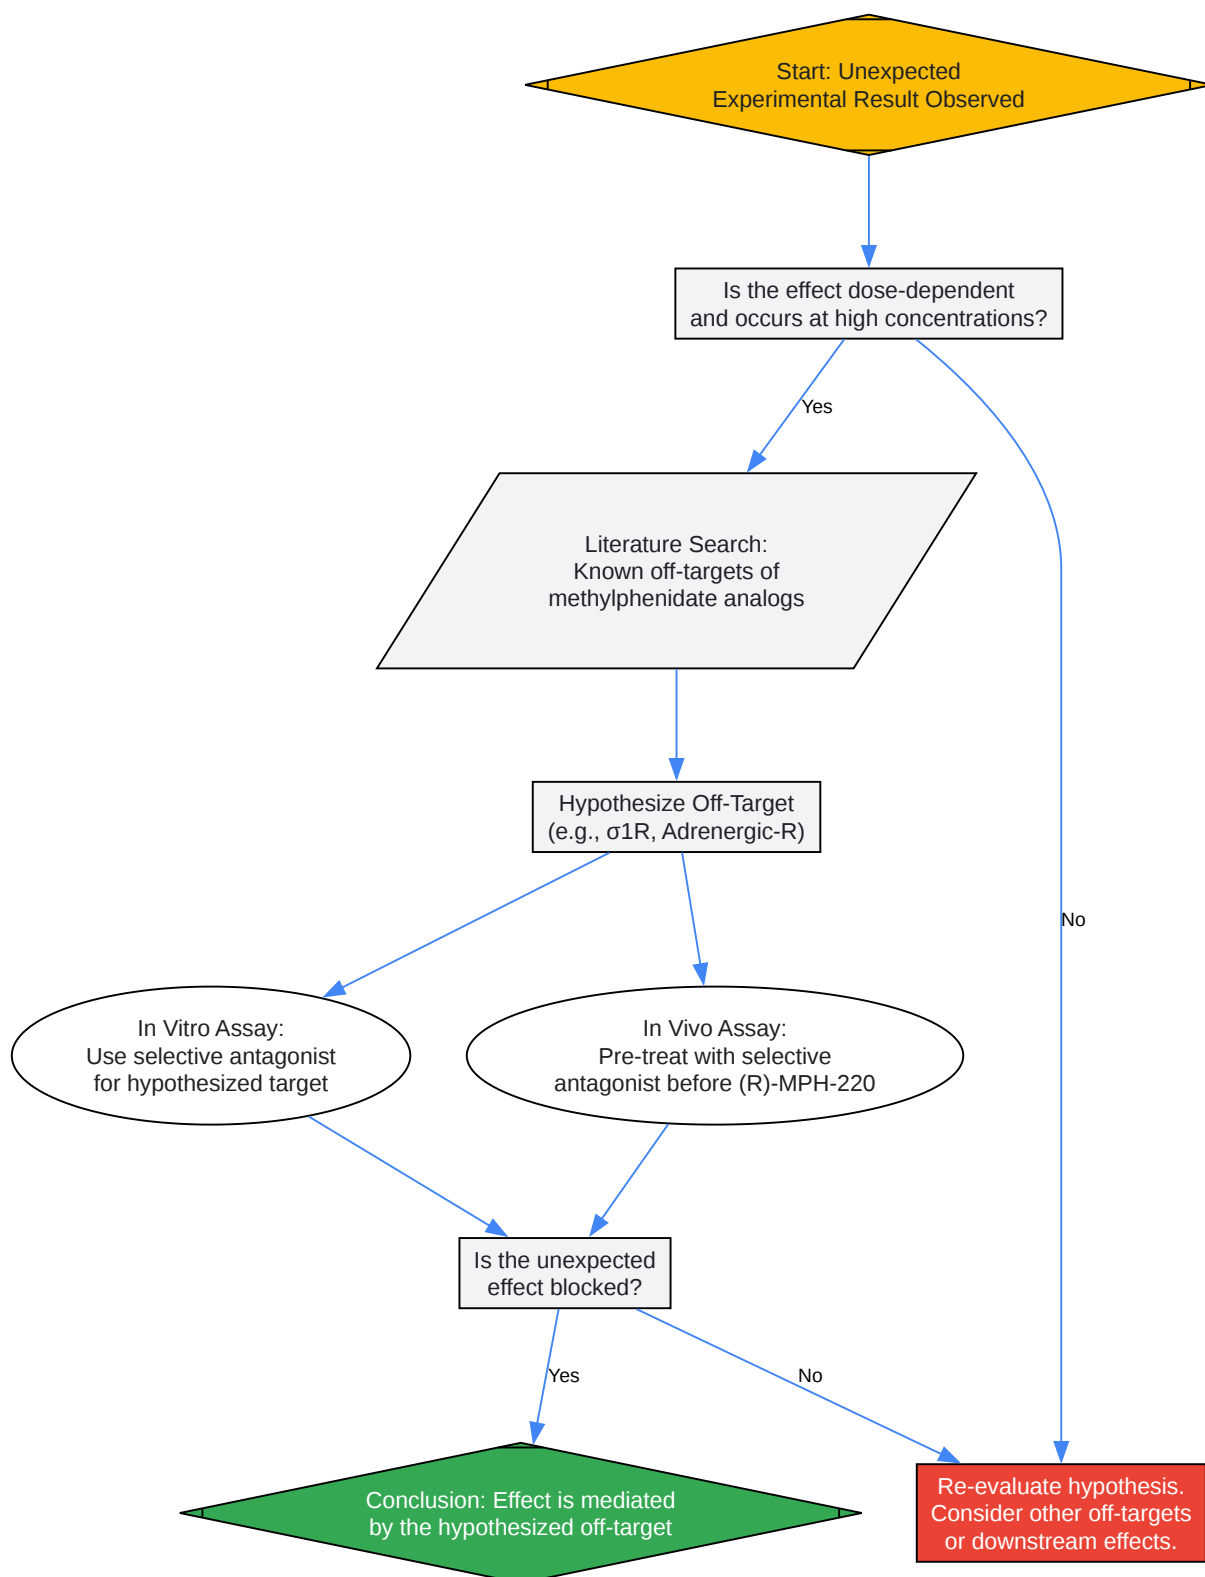 Start: Unexpected
Experimental Result Observed
Is the effect dose-dependent
and occurs at high concentrations?
Yes
Literature Search:
Known off-targets of
methylphenidate analogs
Hypothesize Off-Target
(e.g., σ1R, Adrenergic-R)
No
In Vitro Assay:
Use selective antagonist
for hypothesized target
In Vivo Assay:
Pre-treat with selective
antagonist before (R)-MPH-220
Is the unexpected
effect blocked?
Yes
No
Conclusion: Effect is mediated
by the hypothesized off-target
Re-evaluate hypothesis.
Consider other off-targets
or downstream effects.